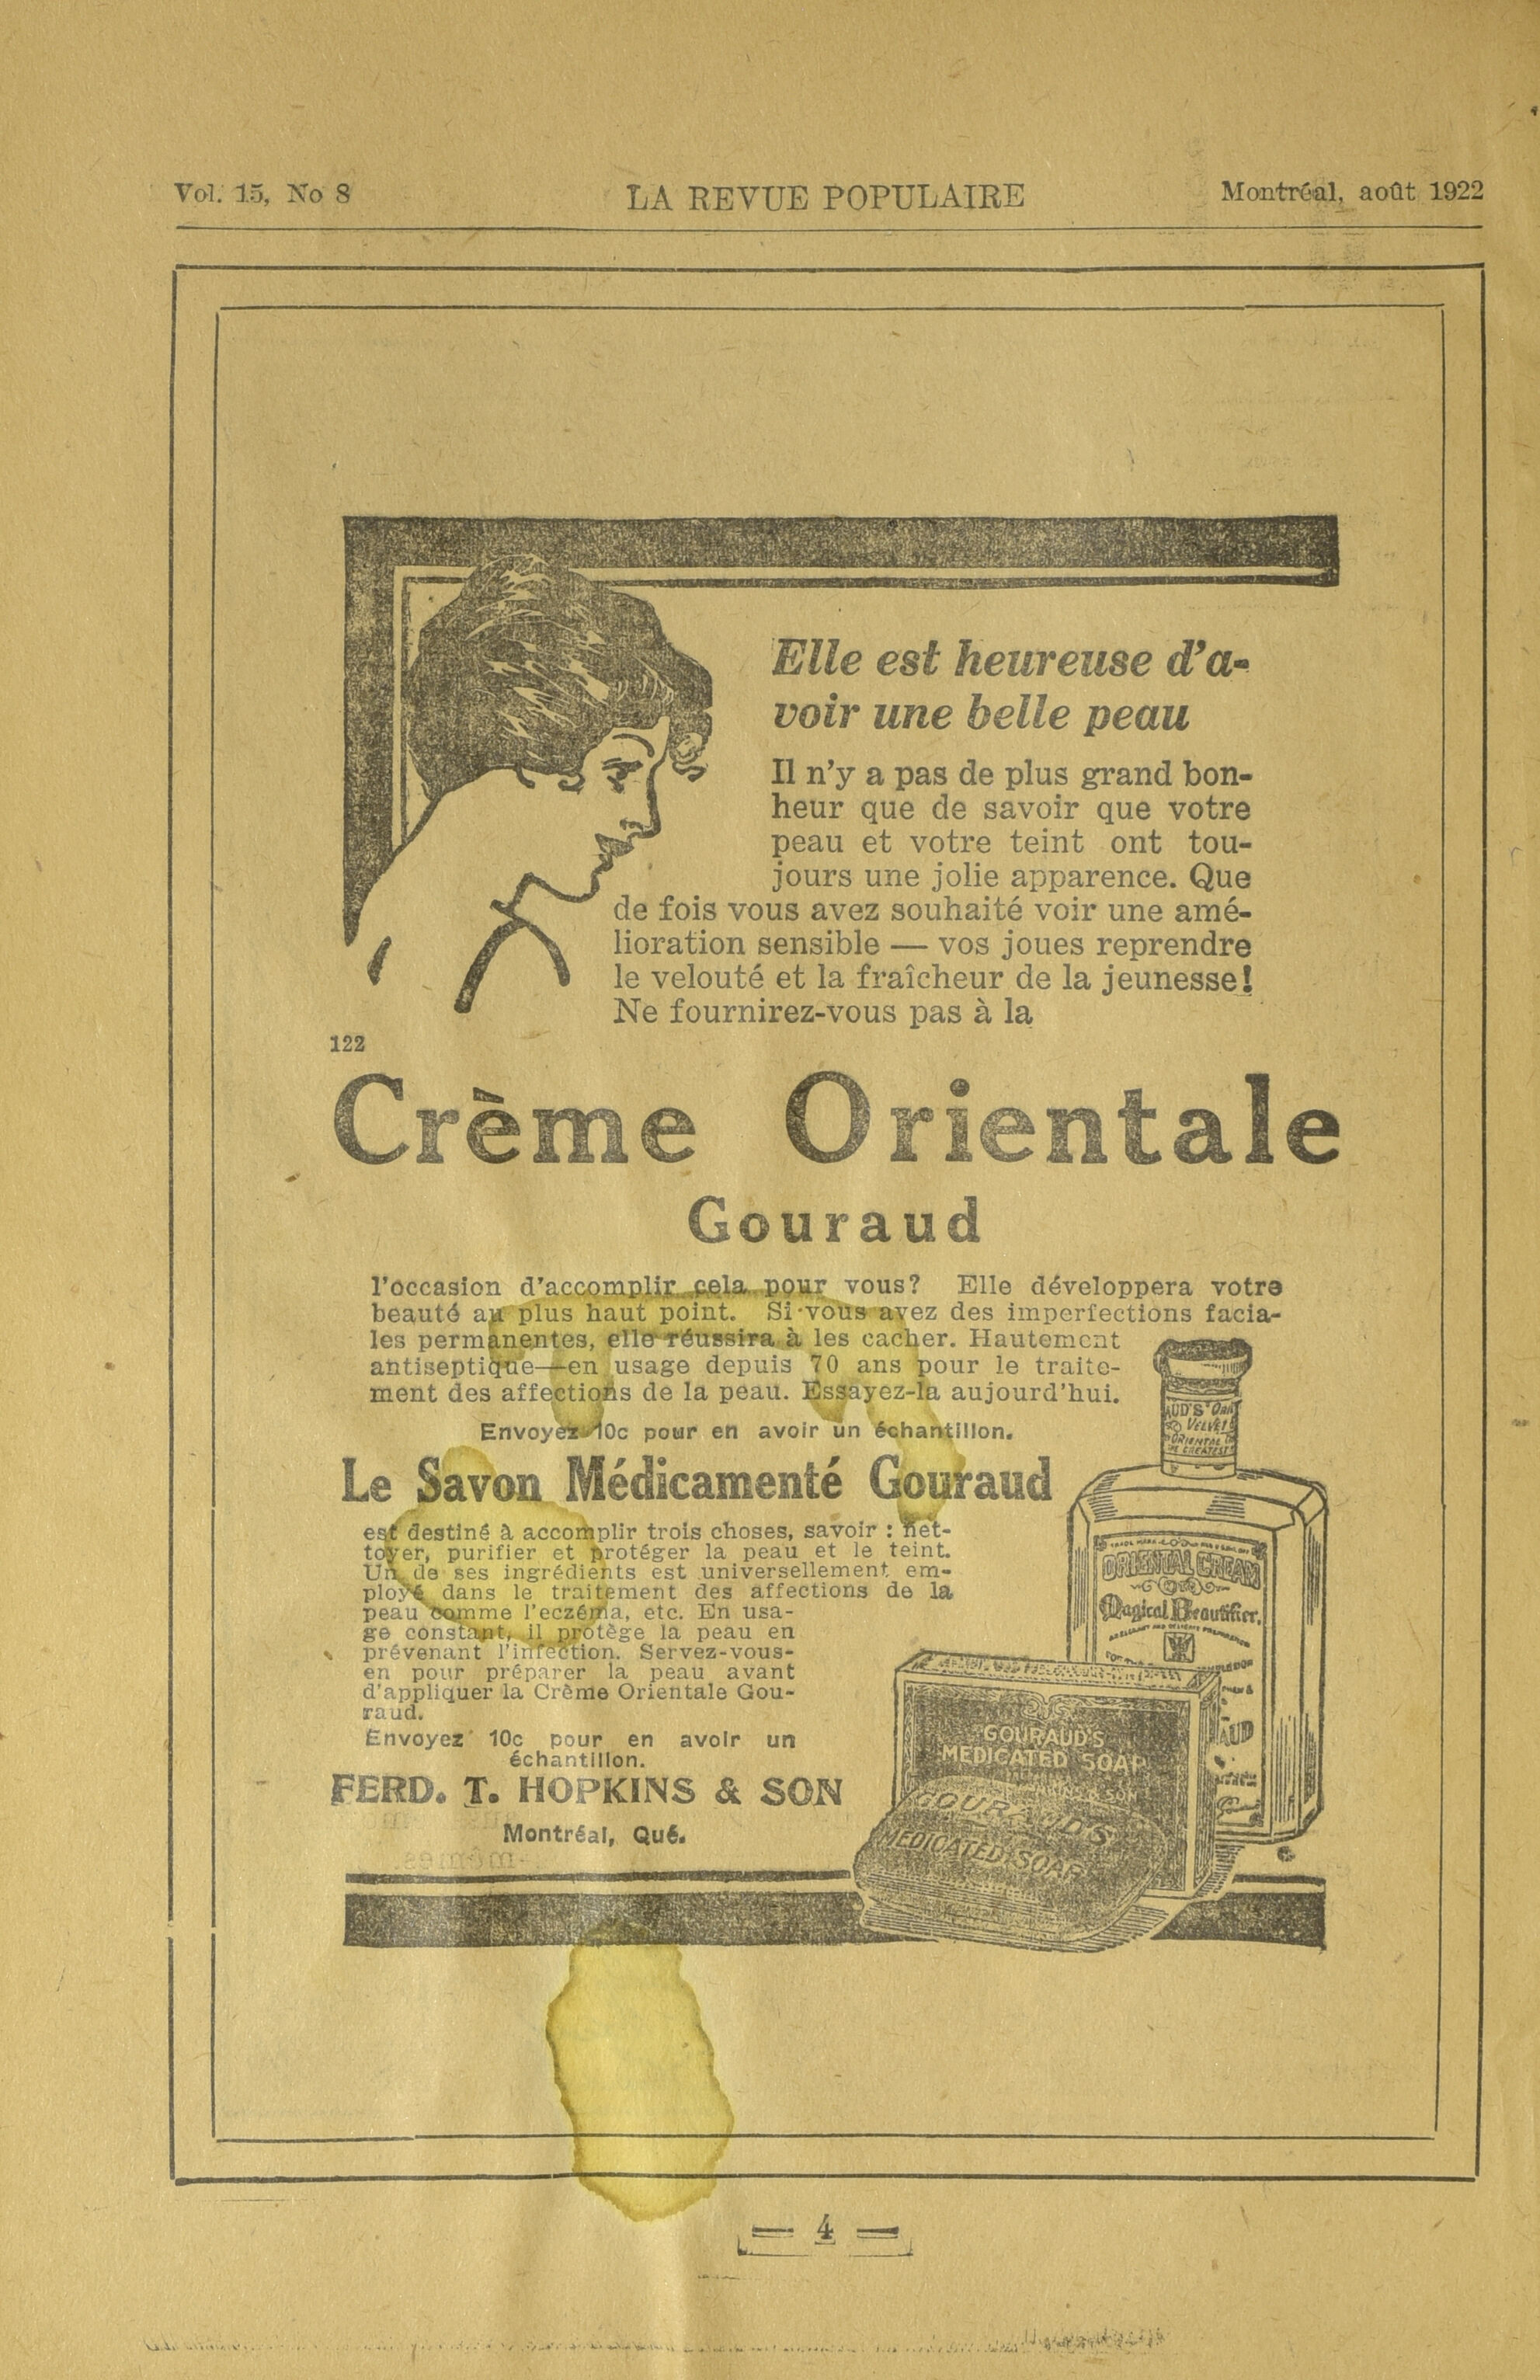 Vol. 15, No 8 LA REVUE POPULAIRE Montréal, août 1922
Elle est heureuse d'a-
voir une belle peau
Il n'y a pas de plus grand bon-
heur que de savoir que votre
peau et votre teint ont tou-
jours une jolie apparence. Que
de fois vous avez souhaité voir une amé-
lioration sensible — vos joues reprendre
le velouté et la fraîcheur de la jeunesse!
Ne fournirez-vous pas à la
122
Crème Orientale
Gouraud
l'occasion d'accomplir cela pour vous? Elle développera votre
beauté au plus haut point. Si vous avez des imperfections facia-
les permanentes, elle réussira à les cacher. Hautement
antiseptique—en usage depuis 70 ans pour le traite-
ment des affections de la peau. Essayez-la aujourd'hui.
Envoyez 10c pour en avoir un échantillon.
Le Savon Médicamenté Gouraud
est destiné à accomplir trois choses, savoir : net-
toyer, purifier et protéger la peau et le teint.
Un de ses ingrédients est universellement em-
ployé dans le traitement des affections de la
peau comme l'eczéma, etc. En usa-
ge constant, il protège la peau en
prévenant l'infection. Servez-vous-
en pour préparer la peau avant
d'appliquer la Crème Orientale Gou-
raud.
Envoyez 10c pour en avoir un
échantillon.
FERD. T. HOPKINS & SON
Montréal, Qué.
AUD'S
VELVET
ORIENTAL
ORIENTAL CREAM
Magical Beautifier.
AUD
GOURAUD'S
MEDICATED SOAP
GOURAUD'S
MEDICATED SOAP
— 4 —